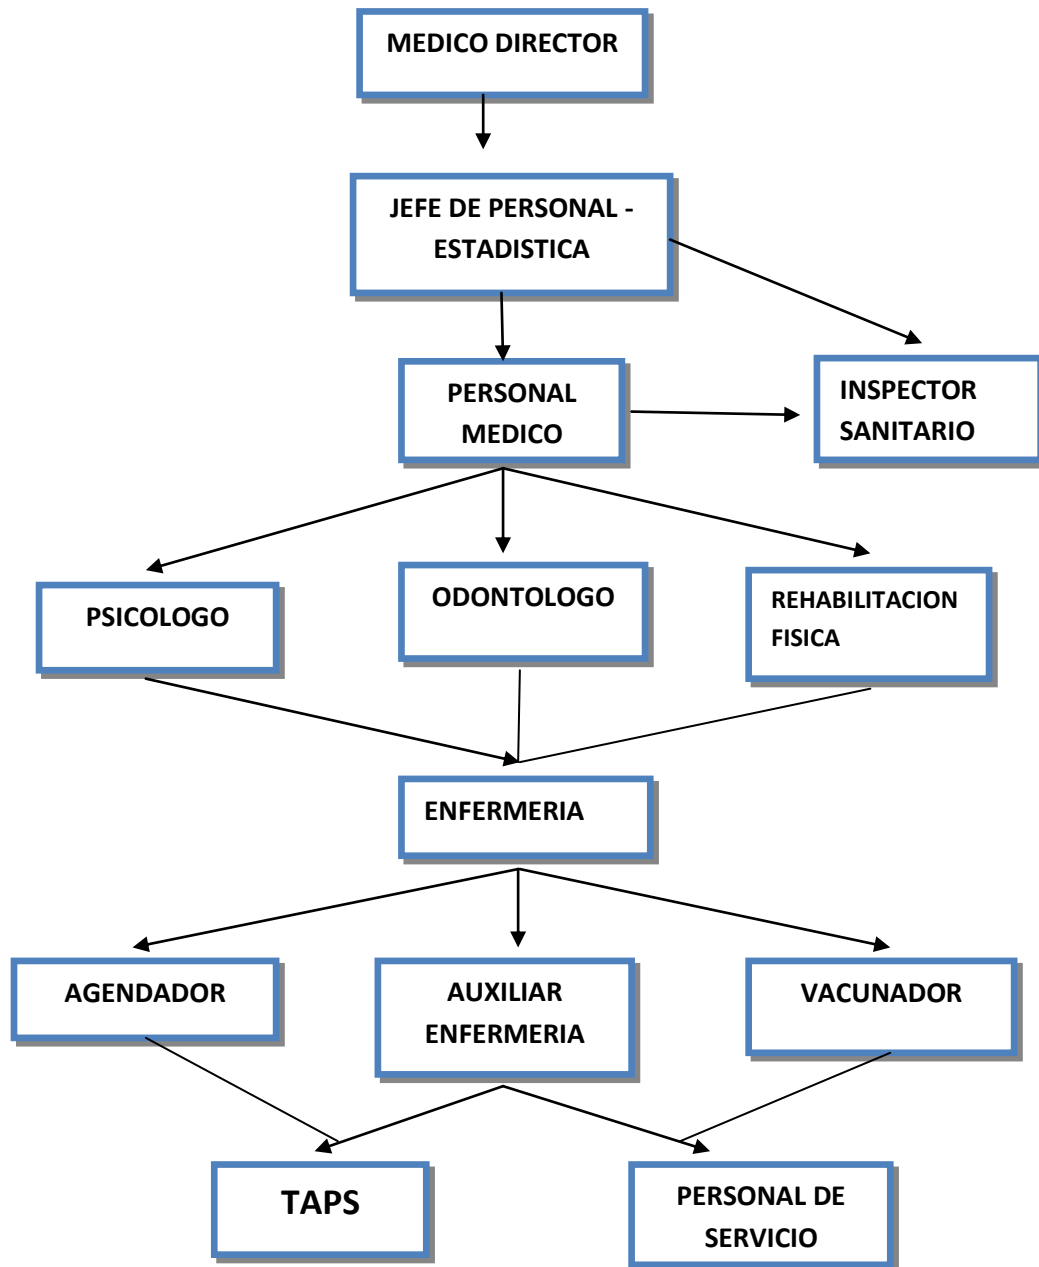 MEDICO DIRECTOR
JEFE DE PERSONAL -
ESTADISTICA
PERSONAL
MEDICO
INSPECTOR
SANITARIO
PSICOLOGO
ODONTOLOGO
REHABILITACION
FISICA
ENFERMERIA
AGENDADOR
AUXILIAR
ENFERMERIA
VACUNADOR
TAPS
PERSONAL DE
SERVICIO